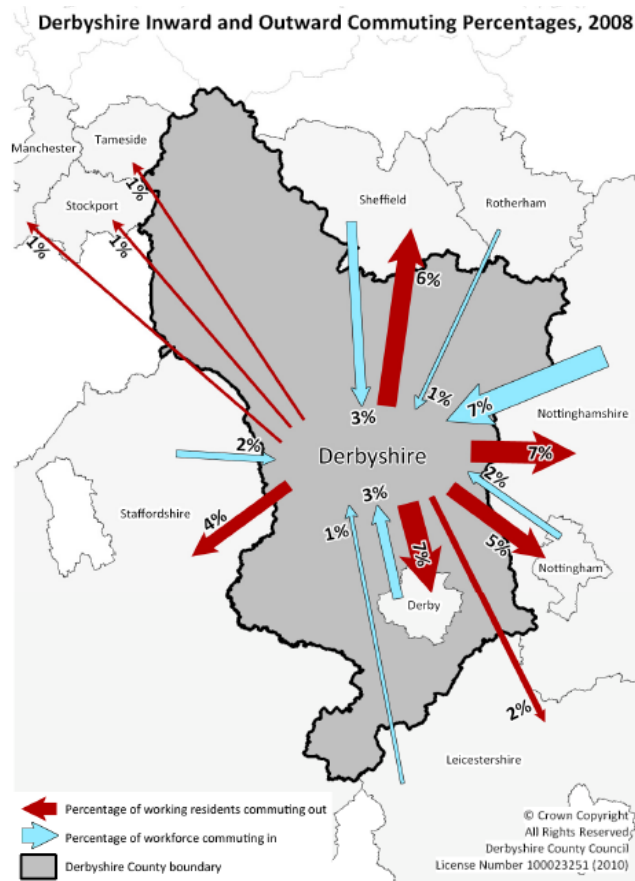 Derbyshire Inward and Outward Commuting Percentages, 2008
Manchester
Tameside
1%
Stockport
1%
1%
Sheffield
Rotherham
6%
3%
1%
7%
Nottinghamshire
Derbyshire
7%
2%
2%
Staffordshire
4%
3%
1%
7%
5%
Nottingham
Derby
2%
Leicestershire
Percentage of working residents commuting out
Percentage of workforce commuting in
Derbyshire County boundary
© Crown Copyright
All Rights Reserved
Derbyshire County Council
License Number 100023251 (2010)